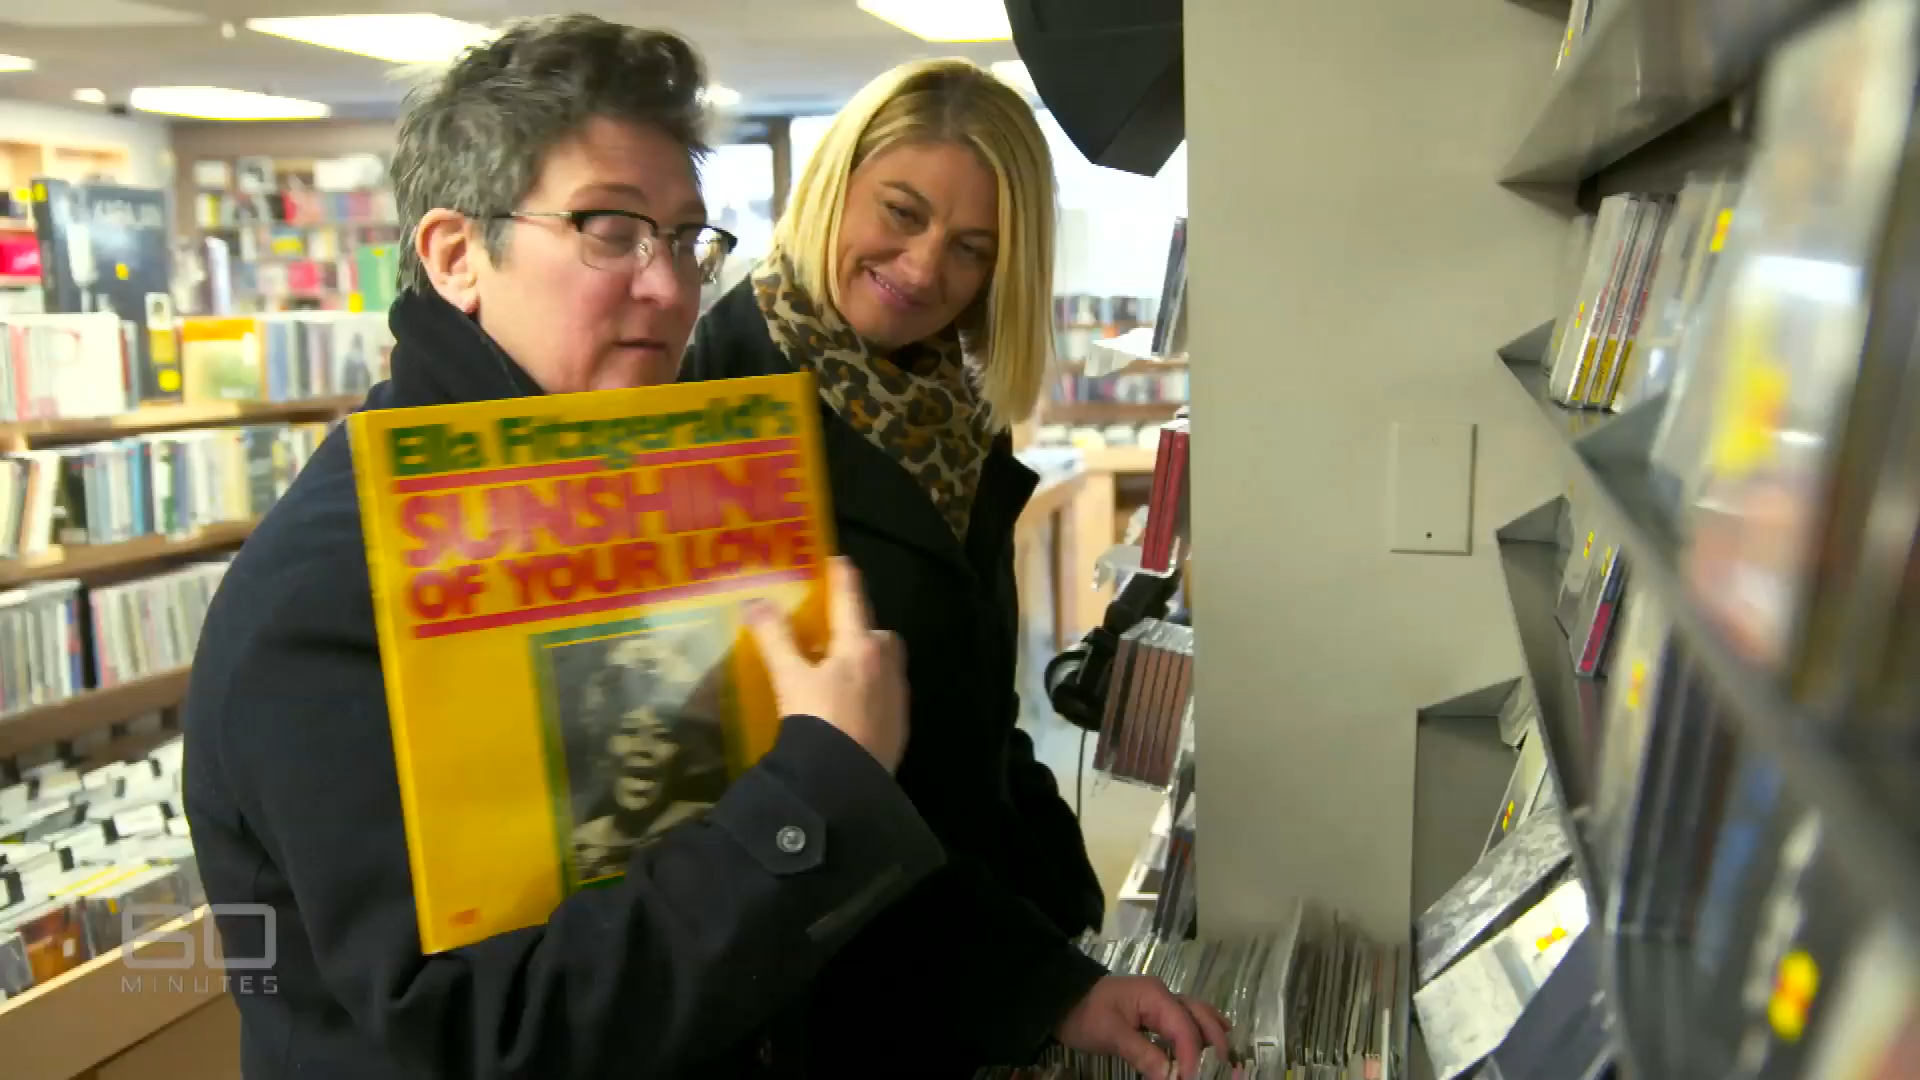 Ella Fitzgerald's
SUNSHINE
OF YOUR LOVE
60
MINUTES